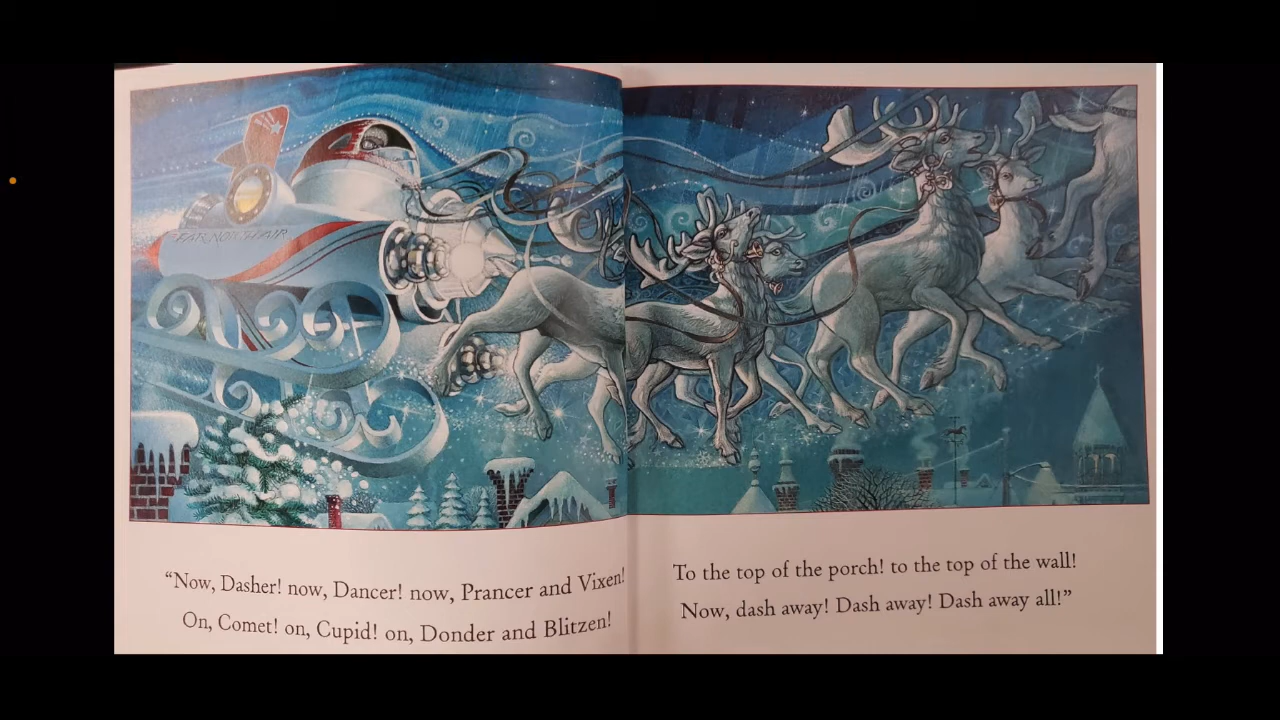 “Now, Dasher! now, Dancer! now, Prancer and Vixen!
On, Comet! on, Cupid! on, Donder and Blitzen!
To the top of the porch! to the top of the wall!
Now, dash away! Dash away! Dash away all!”